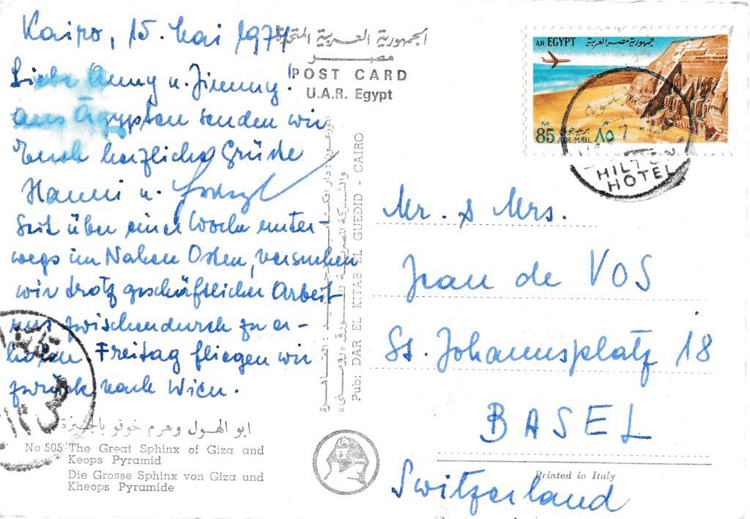 Kairo, 15. Mai 1974
Liebe Anny u. Jimmy!
Aus Ägypten senden wir
Euch herzliche Grüsse
Hanni u.
Seit über einer Woche unter-
wegs im Nahen Osten, versuchen
wir trotz geschäftlicher Arbeit
uns zwischendurch zu er-
holen. Freitag fliegen wir
zurück nach Wien.
ابو الهول وهرم خوفو بالجيزة
No 505 The Great Sphinx of Giza and
Keops Pyramid
Die Grosse Sphinx von Giza und
Kheops Pyramide
الجمهورية العربية المتحدة
مصر
POST CARD
U.A.R. Egypt
Pub: DAR EL KITAB EL GUEDID - CAIRO
AR EGYPT جمهورية مصر العربية
M 85 AIR MAIL بريد جوى ٨٥
HILTON
HOTEL
Mr. & Mrs.
Jean de VOS
St. Johannsplatz 18
BASEL
Switzerland
Printed in Italy